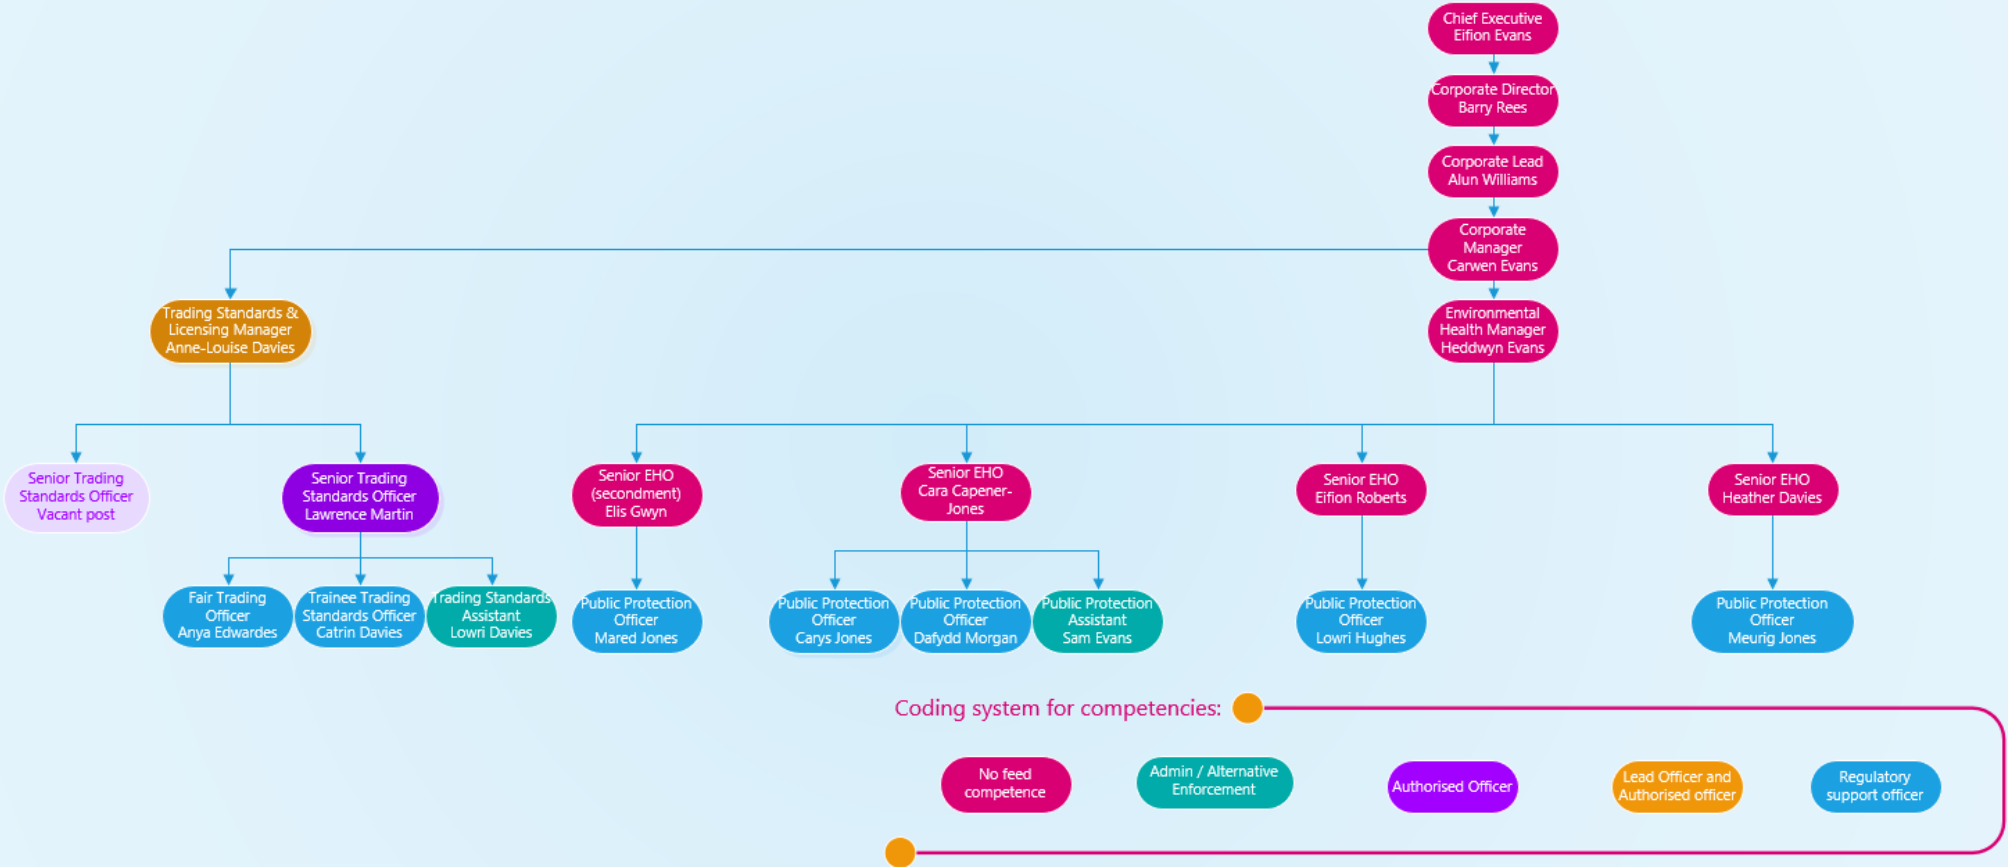 Chief Executive
Eifion Evans
Corporate Director
Barry Rees
Corporate Lead
Alun Williams
Corporate
Manager
Carwen Evans
Trading Standards &
Licensing Manager
Anne-Louise Davies
Environmental
Health Manager
Heddwyn Evans
Senior Trading
Standards Officer
Vacant post
Senior Trading
Standards Officer
Lawrence Martin
Senior EHO
(secondment)
Elis Gwyn
Senior EHO
Cara Capener-
Jones
Senior EHO
Eifion Roberts
Senior EHO
Heather Davies
Fair Trading
Officer
Anya Edwardes
Trainee Trading
Standards Officer
Catrin Davies
Trading Standards
Assistant
Lowri Davies
Public Protection
Officer
Mared Jones
Public Protection
Officer
Carys Jones
Public Protection
Officer
Dafydd Morgan
Public Protection
Assistant
Sam Evans
Public Protection
Officer
Lowri Hughes
Public Protection
Officer
Meurig Jones
Coding system for competencies:
No feed
competence
Admin / Alternative
Enforcement
Authorised Officer
Lead Officer and
Authorised officer
Regulatory
support officer